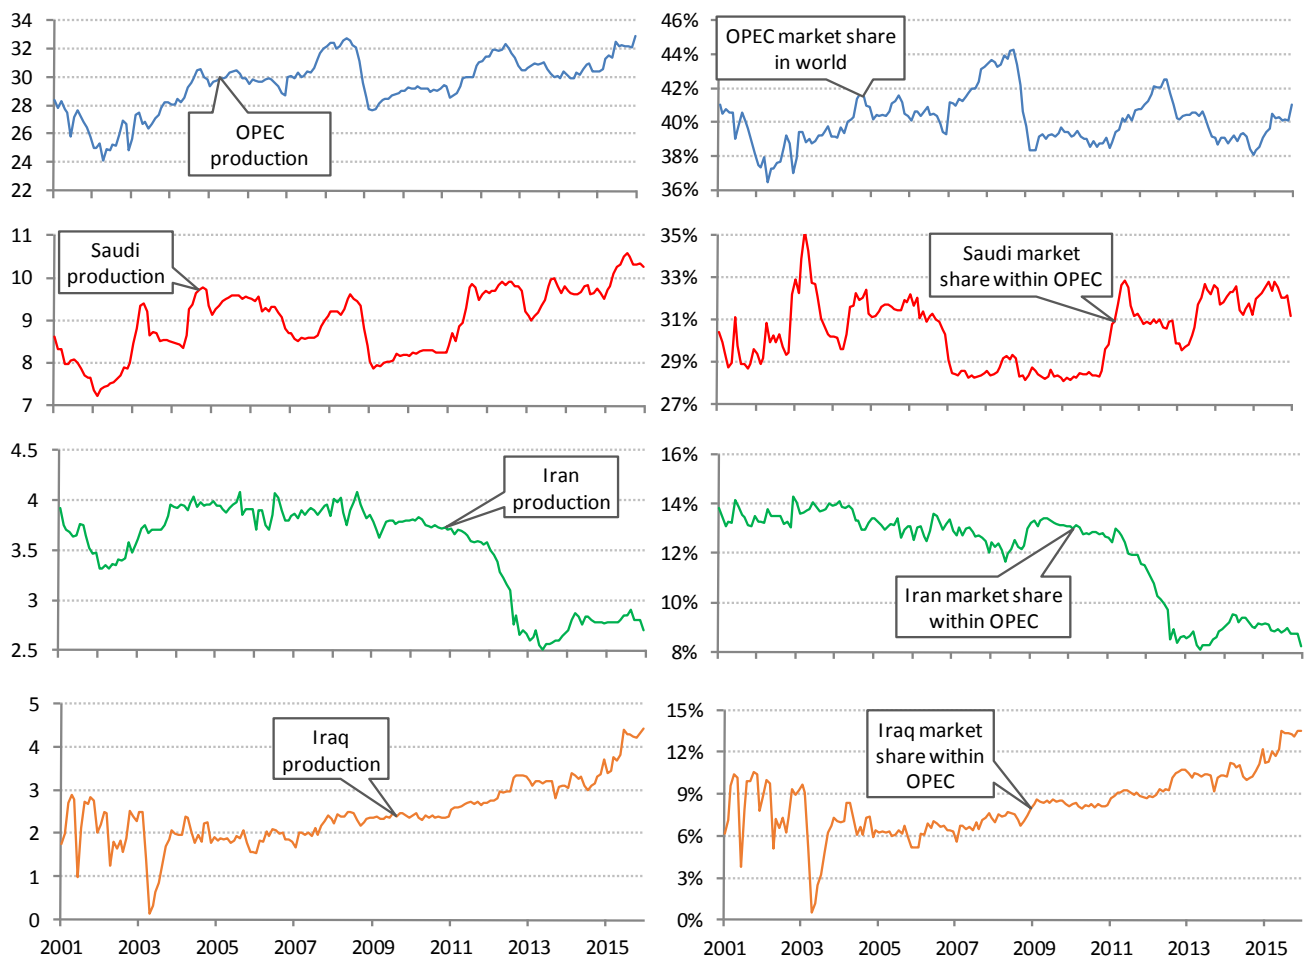 34
32
30
28
26
24
22
OPEC
production
46%
44%
42%
40%
38%
36%
OPEC market share
in world
11
10
9
8
7
Saudi
production
35%
33%
31%
29%
27%
Saudi market
share within OPEC
4.5
4
3.5
3
2.5
Iran
production
16%
14%
12%
10%
8%
Iran market share
within OPEC
5
4
3
2
1
0
Iraq
production
2001 2003 2005 2007 2009 2011 2013 2015
15%
12%
9%
6%
3%
0%
Iraq market
share within
OPEC
2001 2003 2005 2007 2009 2011 2013 2015